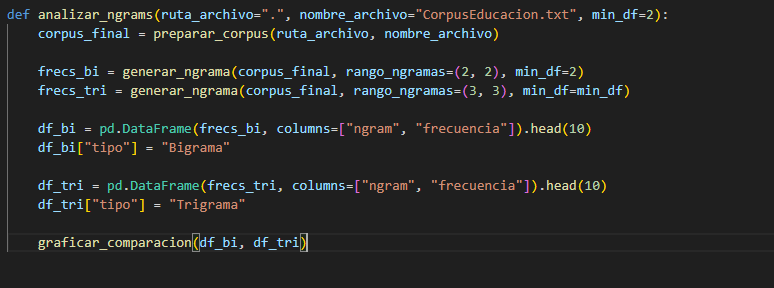 def analizar_ngrams(ruta_archivo=".", nombre_archivo="CorpusEducacion.txt", min_df=2):
    corpus_final = preparar_corpus(ruta_archivo, nombre_archivo)

    frecs_bi = generar_ngrama(corpus_final, rango_ngramas=(2, 2), min_df=2)
    frecs_tri = generar_ngrama(corpus_final, rango_ngramas=(3, 3), min_df=min_df)

    df_bi = pd.DataFrame(frecs_bi, columns=["ngram", "frecuencia"]).head(10)
    df_bi["tipo"] = "Bigrama"

    df_tri = pd.DataFrame(frecs_tri, columns=["ngram", "frecuencia"]).head(10)
    df_tri["tipo"] = "Trigrama"

    graficar_comparacion(df_bi, df_tri)